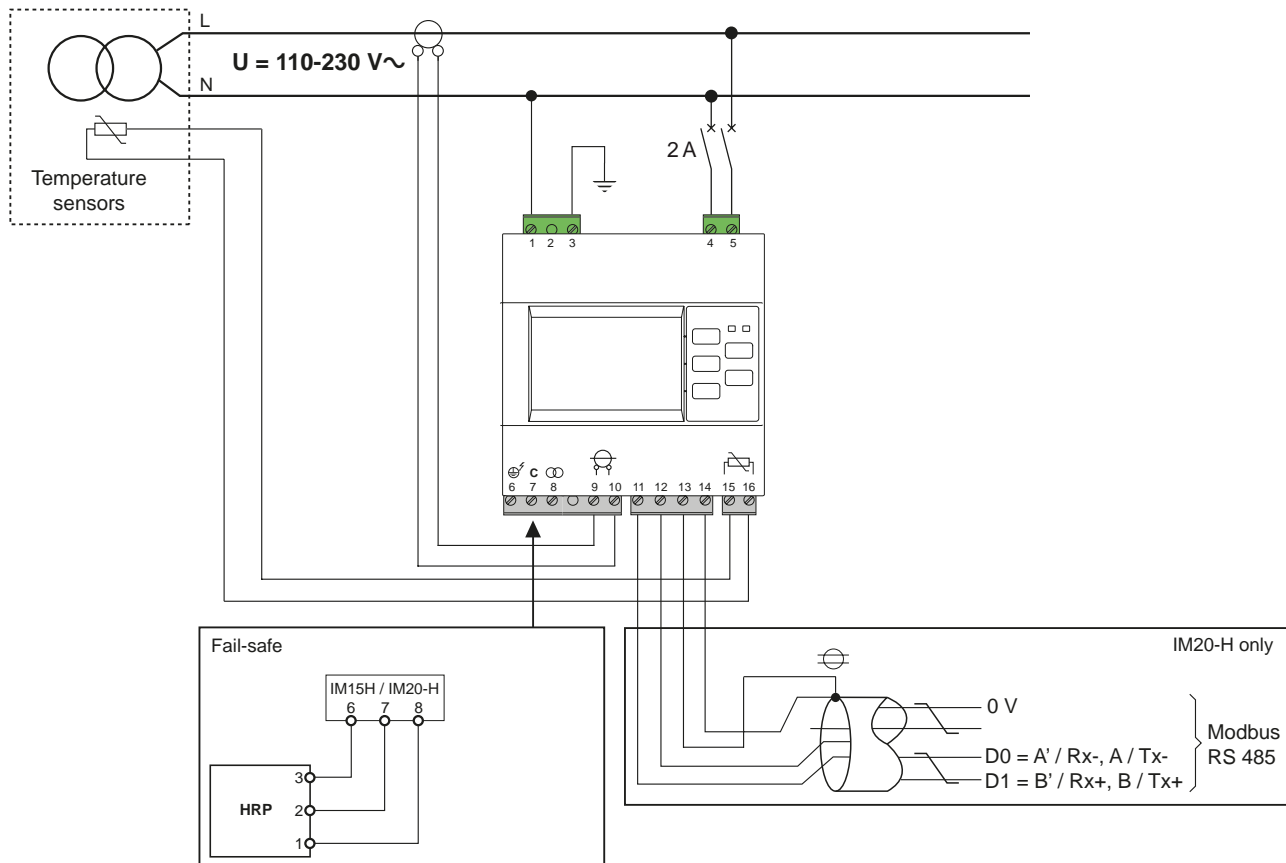 L
U = 110-230 V~
N
2 A
Temperature
sensors
1 2 3
4 5
C
6 7 8 9 10 11 12 13 14 15 16
Fail-safe
IM20-H only
IM15H / IM20-H
6 7 8
0 V
3
HRP
2
1
D0 = A' / Rx-, A / Tx-
D1 = B' / Rx+, B / Tx+
Modbus
RS 485